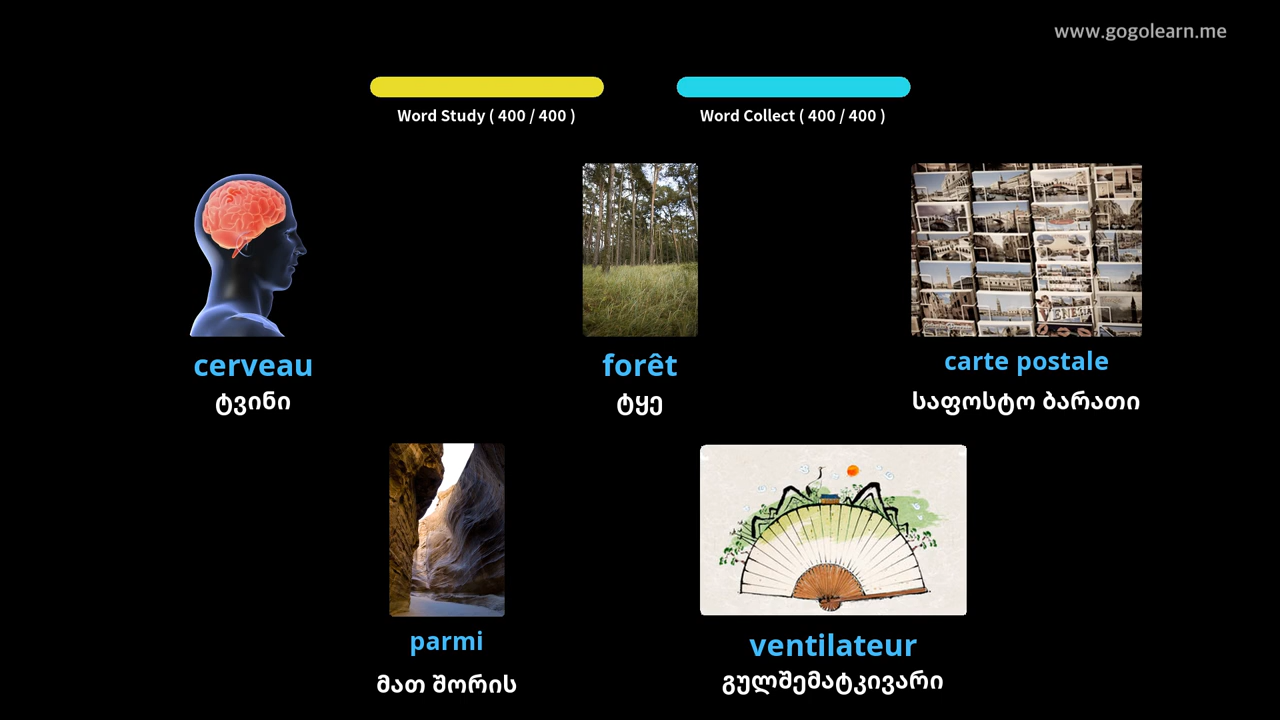 www.gogolearn.me
Word Study ( 400 / 400 )
Word Collect ( 400 / 400 )
cerveau
ტვინი
forêt
ტყე
carte postale
საფოსტო ბარათი
VENEZIA
parmi
მათ შორის
ventilateur
გულშემატკივარი